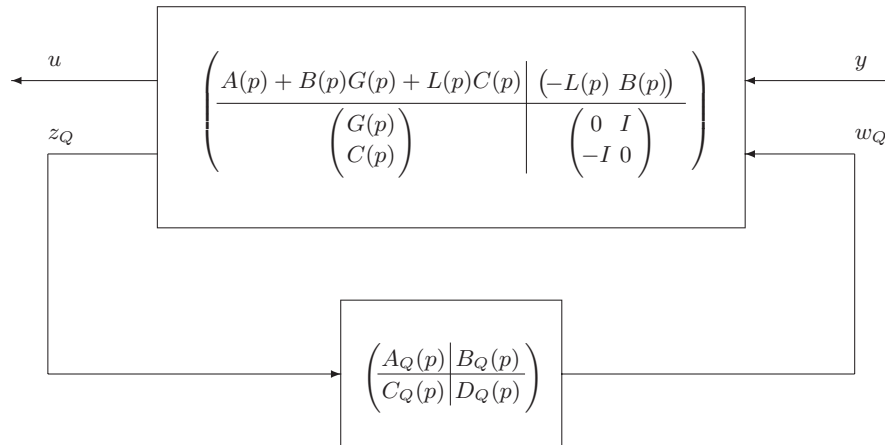 u
y
A(p) + B(p)G(p) + L(p)C(p) (−L(p) B(p))
z_Q
w_Q
G(p) 0 I
C(p) −I 0
A_Q(p) B_Q(p)
C_Q(p) D_Q(p)